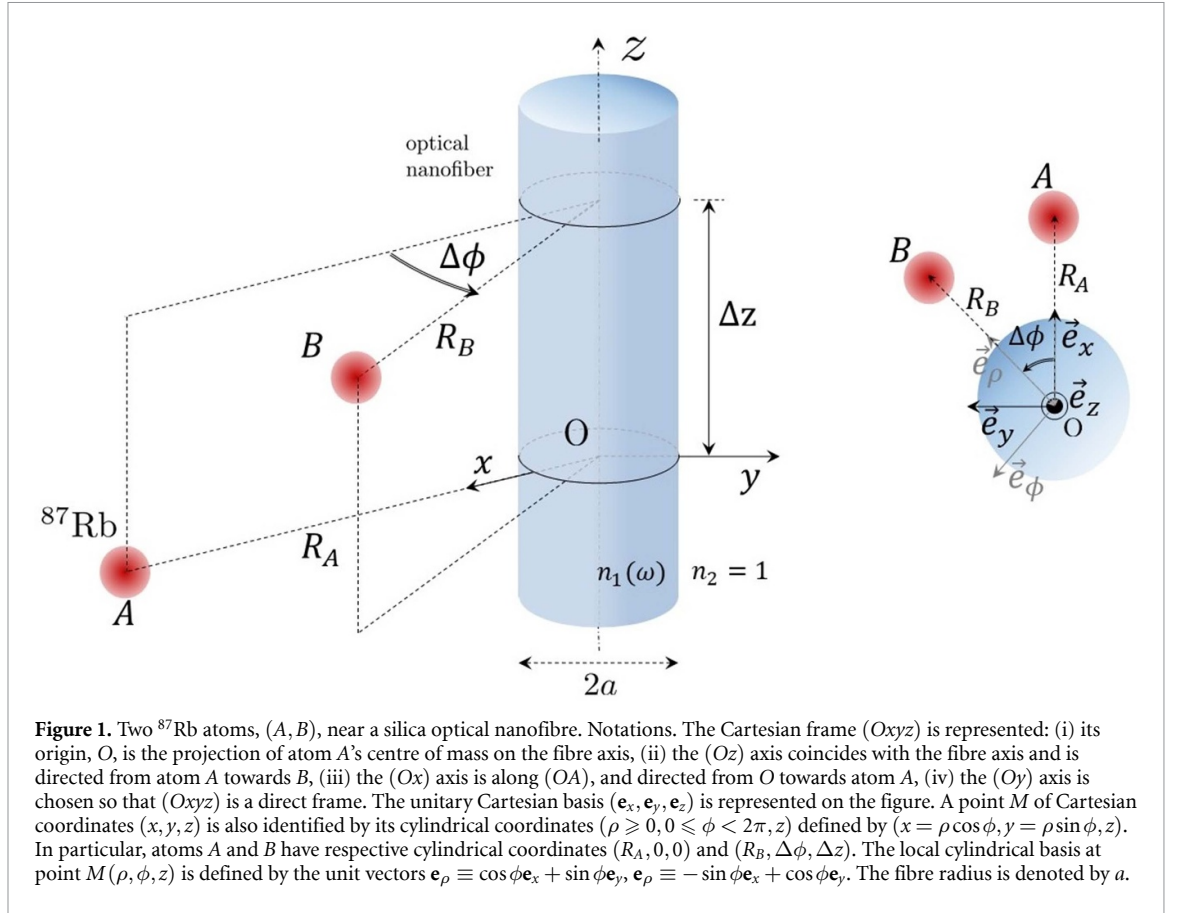 z
optical
nanofiber
Δϕ
A
B
R_B
Δz
B
R_A
R_B
Δϕ
e⃗_x
e⃗_ρ
O
e⃗_z
x
e⃗_y
O
y
e⃗_ϕ
⁸⁷Rb
R_A
n₁(ω) n₂ = 1
A
2a
Figure 1. Two ⁸⁷Rb atoms, (A,B), near a silica optical nanofibre. Notations. The Cartesian frame (Oxyz) is represented: (i) its
origin, O, is the projection of atom A's centre of mass on the fibre axis, (ii) the (Oz) axis coincides with the fibre axis and is
directed from atom A towards B, (iii) the (Ox) axis is along (OA), and directed from O towards atom A, (iv) the (Oy) axis is
chosen so that (Oxyz) is a direct frame. The unitary Cartesian basis (e_x, e_y, e_z) is represented on the figure. A point M of Cartesian
coordinates (x,y,z) is also identified by its cylindrical coordinates (ρ ⩾ 0, 0 ⩽ ϕ < 2π, z) defined by (x = ρ cos ϕ, y = ρ sin ϕ, z).
In particular, atoms A and B have respective cylindrical coordinates (R_A, 0, 0) and (R_B, Δϕ, Δz). The local cylindrical basis at
point M(ρ, ϕ, z) is defined by the unit vectors e_ρ ≡ cos ϕe_x + sin ϕe_y, e_ρ ≡ − sin ϕe_x + cos ϕe_y. The fibre radius is denoted by a.